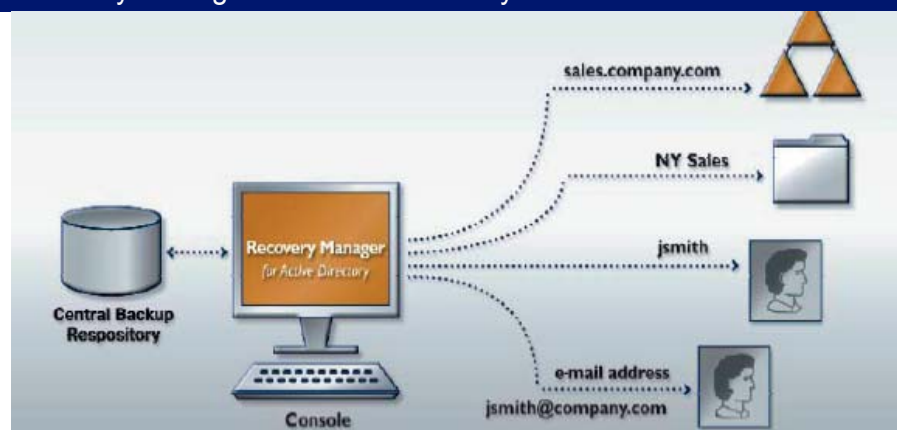 sales.company.com
NY Sales
Recovery Manager
for Active Directory
jsmith
Central Backup
Respository
e-mail address
jsmith@company.com
Console